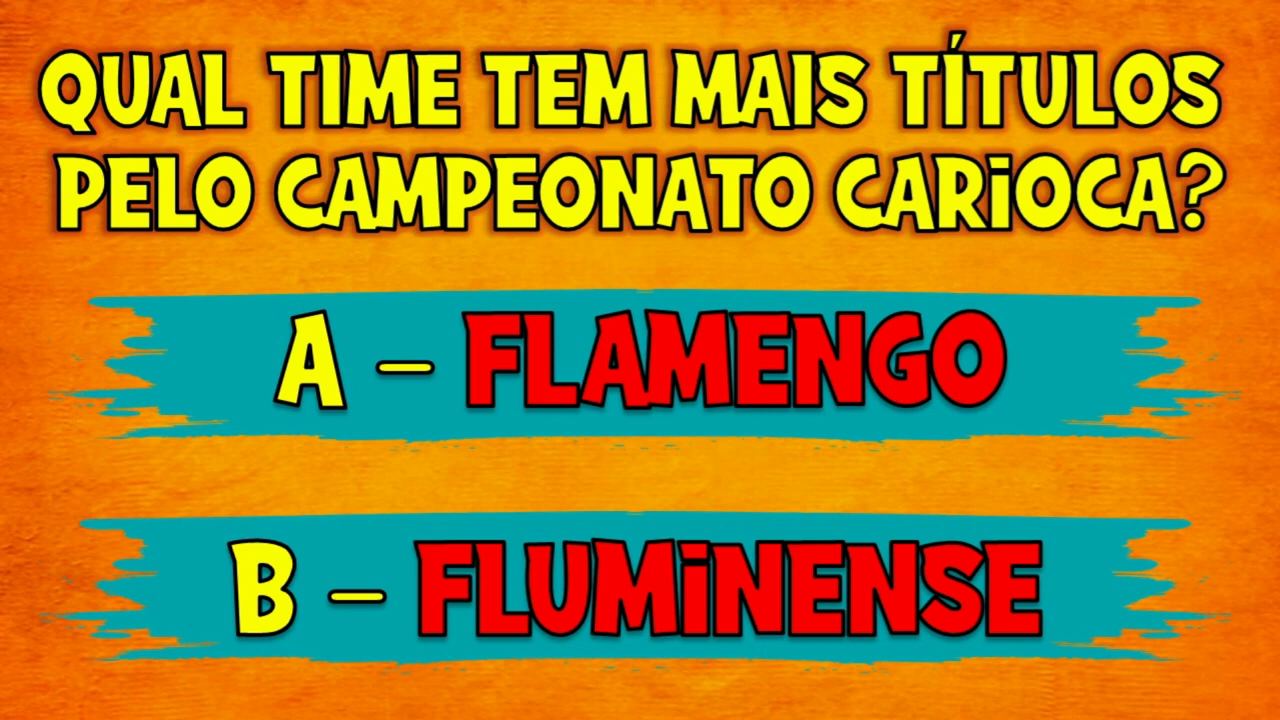 QUAL TIME TEM MAIS TÍTULOS
PELO CAMPEONATO CARiOCA?
A – FLAMENGO
B – FLUMiNENSE